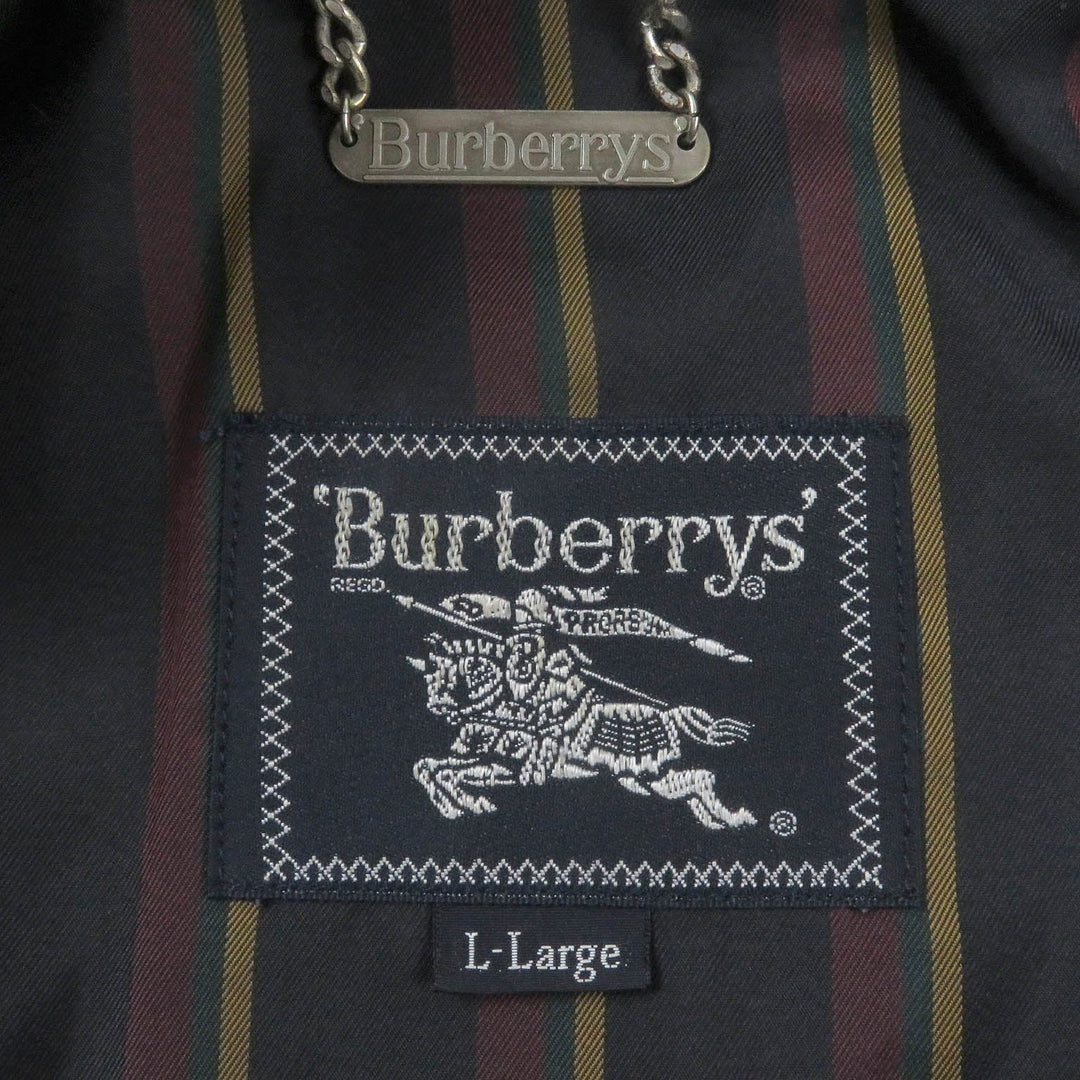 'Burberrys'
'Burberrys'®
REGD
PRORSUM
®
L-Large